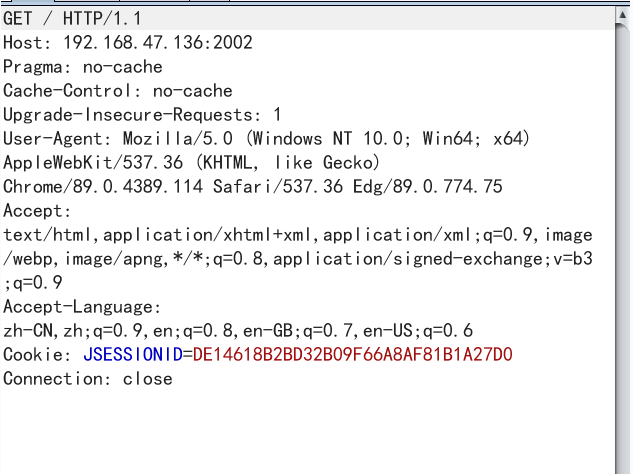 GET / HTTP/1.1
Host: 192.168.47.136:2002
Pragma: no-cache
Cache-Control: no-cache
Upgrade-Insecure-Requests: 1
User-Agent: Mozilla/5.0 (Windows NT 10.0; Win64; x64)
AppleWebKit/537.36 (KHTML, like Gecko)
Chrome/89.0.4389.114 Safari/537.36 Edg/89.0.774.75
Accept:
text/html,application/xhtml+xml,application/xml;q=0.9,image
/webp,image/apng,*/*;q=0.8,application/signed-exchange;v=b3
;q=0.9
Accept-Language:
zh-CN,zh;q=0.9,en;q=0.8,en-GB;q=0.7,en-US;q=0.6
Cookie: JSESSIONID=DE14618B2BD32B09F66A8AF81B1A27D0
Connection: close